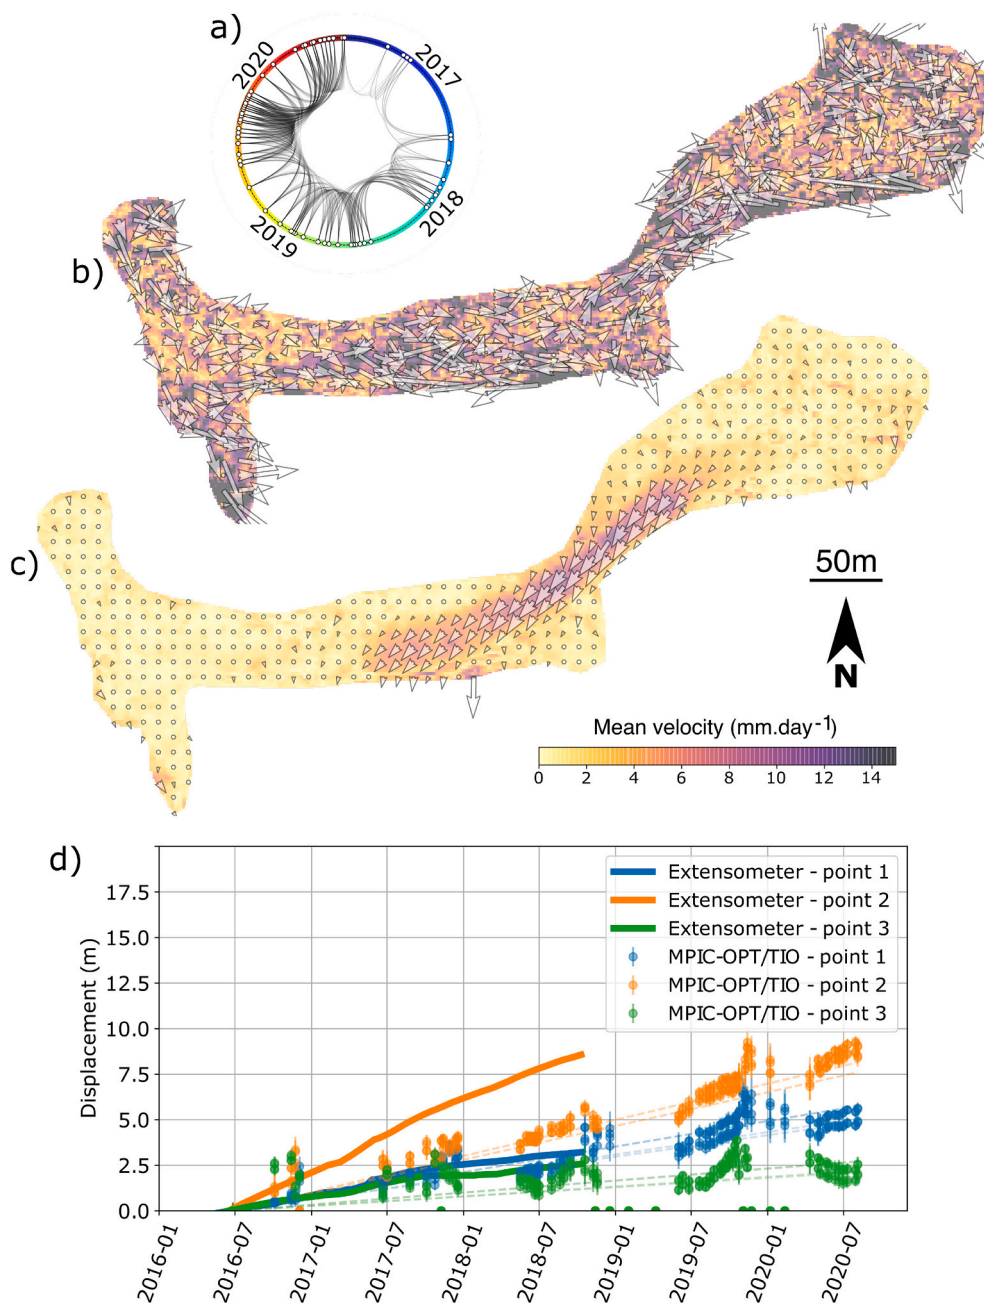 a)
2020
2017
2019
2018
b)
c)
50m
N
Mean velocity (mm.day-1)
0 2 4 6 8 10 12 14
d)
Displacement (m)
17.5
15.0
12.5
10.0
7.5
5.0
2.5
0.0
Extensometer - point 1
Extensometer - point 2
Extensometer - point 3
MPIC-OPT/TIO - point 1
MPIC-OPT/TIO - point 2
MPIC-OPT/TIO - point 3
2016-01
2016-07
2017-01
2017-07
2018-01
2018-07
2019-01
2019-07
2020-01
2020-07